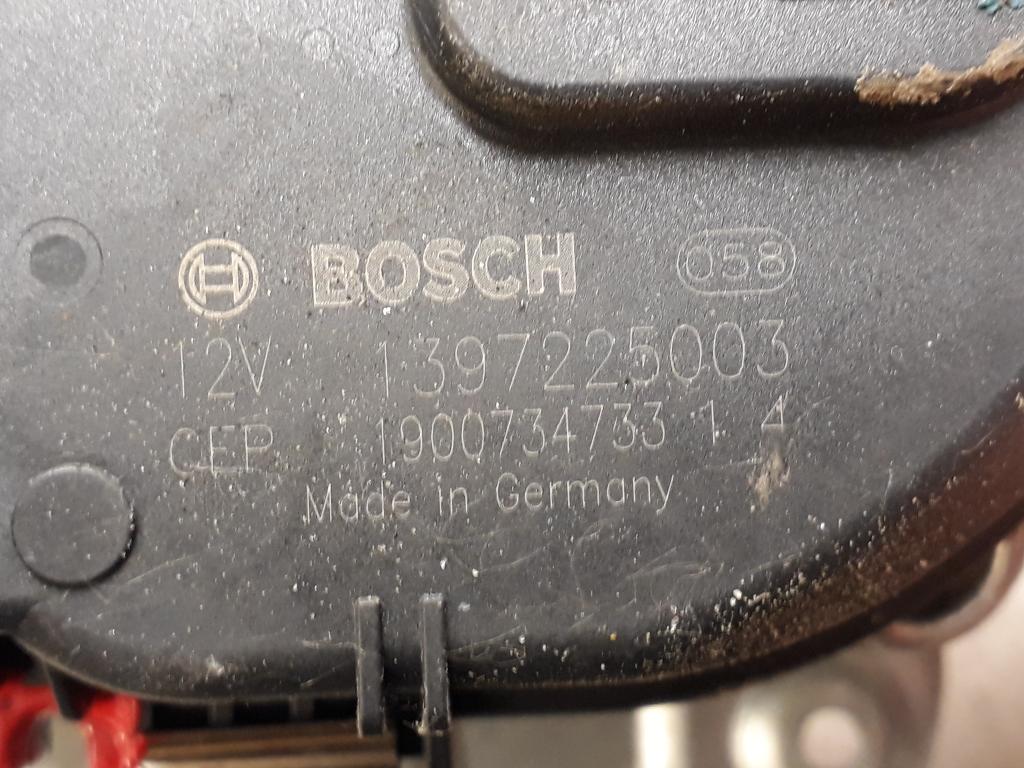 BOSCH 058
12V 1397225003
CEP 1900734733 1 4
Made in Germany